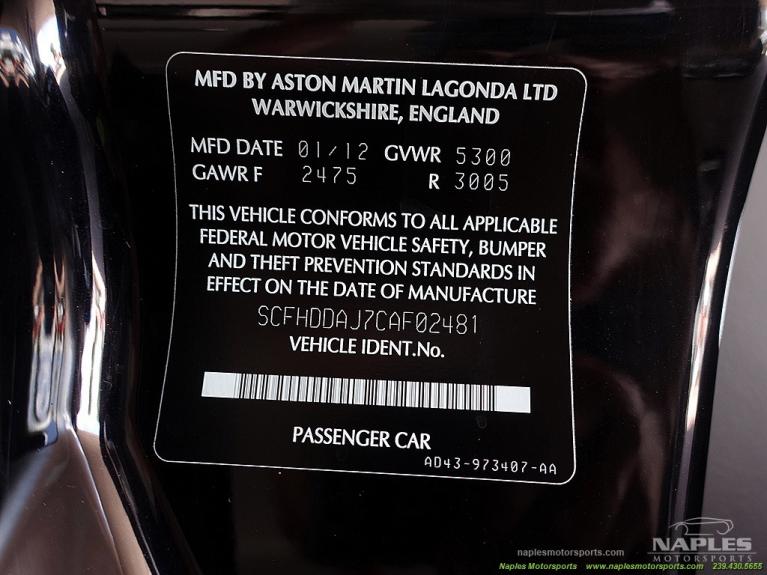 MFD BY ASTON MARTIN LAGONDA LTD
WARWICKSHIRE, ENGLAND
MFD DATE 01/12 GVWR 5300
GAWR F 2475 R 3005
THIS VEHICLE CONFORMS TO ALL APPLICABLE
FEDERAL MOTOR VEHICLE SAFETY, BUMPER
AND THEFT PREVENTION STANDARDS IN
EFFECT ON THE DATE OF MANUFACTURE
SCFHDDAJ7CAF02481
VEHICLE IDENT.No.
PASSENGER CAR
AD43-973407-AA
NAPLES
MOTORSPORTS
naplesmotorsports.com
Naples Motorsports www.naplesmotorsports.com 239.430.5655